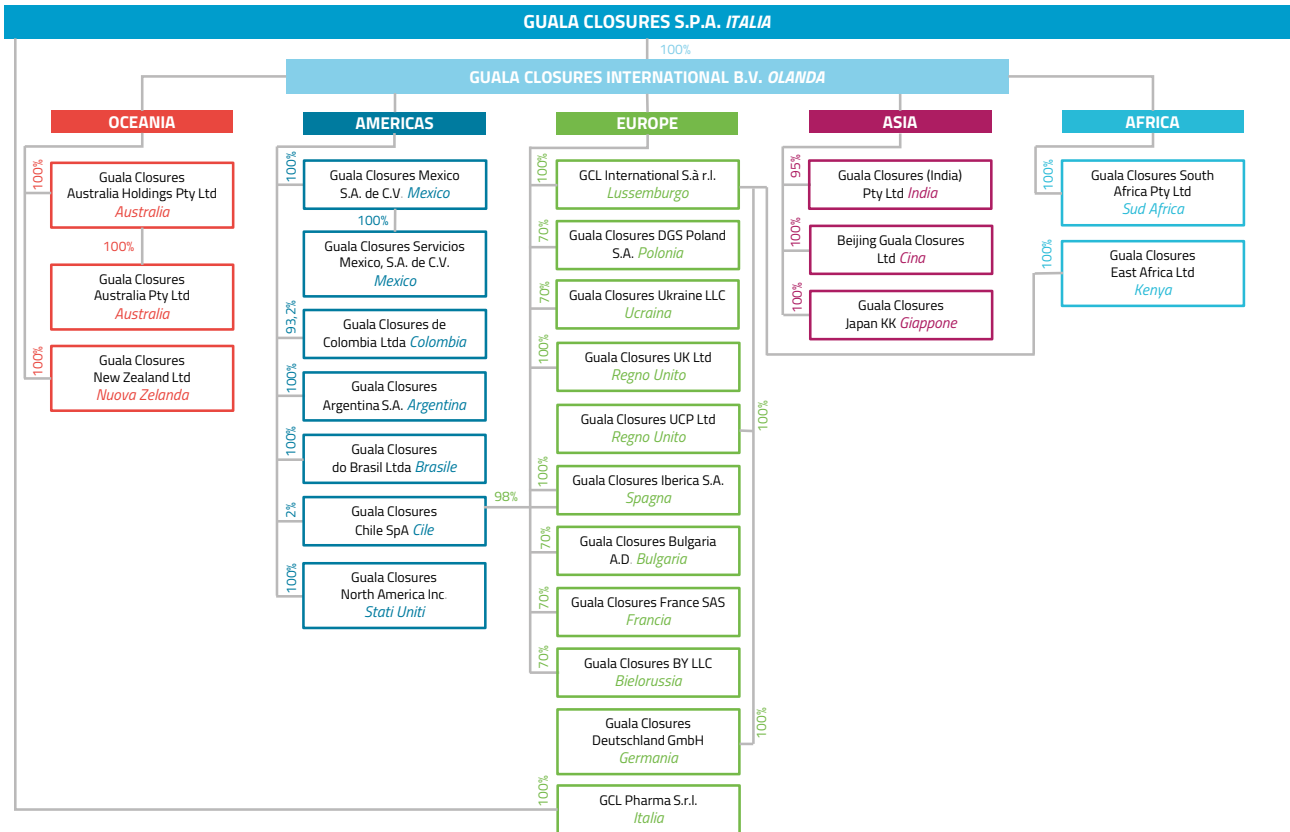 GUALA CLOSURES S.P.A. ITALIA
100%
GUALA CLOSURES INTERNATIONAL B.V. OLANDA
OCEANIA
100%
Guala Closures
Australia Holdings Pty Ltd
Australia
100%
Guala Closures
Australia Pty Ltd
Australia
100%
Guala Closures
New Zealand Ltd
Nuova Zelanda
AMERICAS
100%
Guala Closures Mexico
S.A. de C.V. Mexico
100%
Guala Closures Servicios
Mexico, S.A. de C.V.
Mexico
93,2%
Guala Closures de
Colombia Ltda Colombia
100%
Guala Closures
Argentina S.A. Argentina
100%
Guala Closures
do Brasil Ltda Brasile
2%
Guala Closures
Chile SpA Cile
98%
100%
Guala Closures
North America Inc.
Stati Uniti
EUROPE
100%
GCL International S.à r.l.
Lussemburgo
70%
Guala Closures DGS Poland
S.A. Polonia
70%
Guala Closures Ukraine LLC
Ucraina
100%
Guala Closures UK Ltd
Regno Unito
Guala Closures UCP Ltd
Regno Unito
100%
100%
Guala Closures Iberica S.A.
Spagna
70%
Guala Closures Bulgaria
A.D. Bulgaria
70%
Guala Closures France SAS
Francia
70%
Guala Closures BY LLC
Bielorussia
Guala Closures
Deutschland GmbH
Germania
100%
100%
GCL Pharma S.r.l.
Italia
ASIA
95%
Guala Closures (India)
Pty Ltd India
100%
Beijing Guala Closures
Ltd Cina
100%
Guala Closures
Japan KK Giappone
AFRICA
100%
Guala Closures South
Africa Pty Ltd
Sud Africa
100%
Guala Closures
East Africa Ltd
Kenya